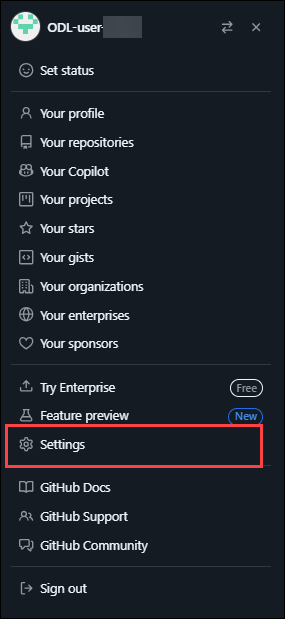 ODL-user-
Set status
Your profile
Your repositories
Your Copilot
Your projects
Your stars
Your gists
Your organizations
Your enterprises
Your sponsors
Try Enterprise Free
Feature preview New
Settings
GitHub Docs
GitHub Support
GitHub Community
Sign out